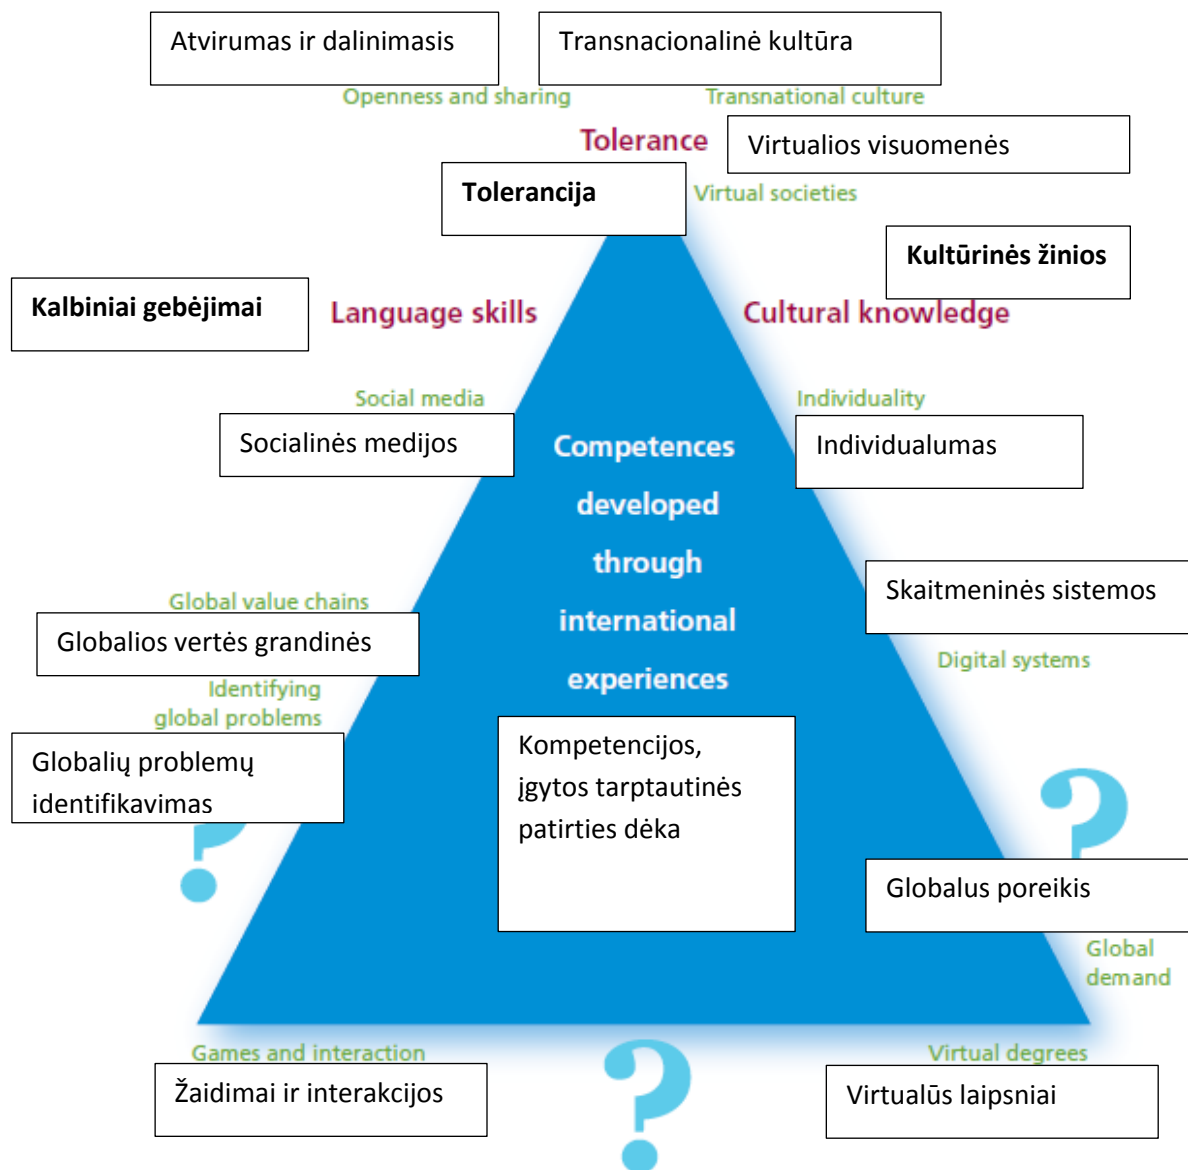 Atvirumas ir dalinimasis
Transnacionalinė kultūra
Openness and sharing
Transnational culture
Tolerance
Virtualios visuomenės
Tolerancija
Virtual societies
Kultūrinės žinios
Kalbiniai gebėjimai
Language skills
Cultural knowledge
Social media
Individuality
Socialinės medijos
Individualumas
Competences
developed
through
international
experiences
Skaitmeninės sistemos
Digital systems
Global value chains
Globalios vertės grandinės
Identifying
global problems
Globalių problemų
identifikavimas
?
Kompetencijos,
įgytos tarptautinės
patirties dėka
?
Globalus poreikis
Global
demand
Games and interaction
Žaidimai ir interakcijos
?
Virtual degrees
Virtualūs laipsniai